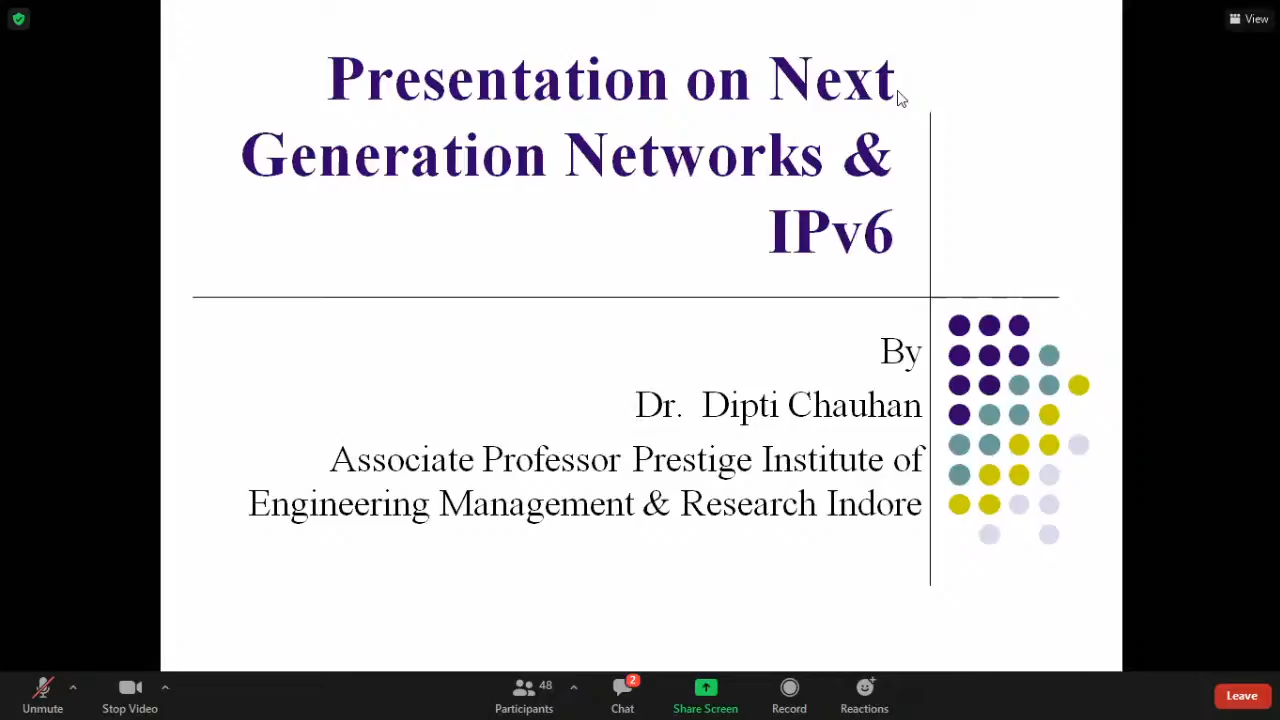 View
Presentation on Next
Generation Networks &
IPv6
By
Dr. Dipti Chauhan
Associate Professor Prestige Institute of
Engineering Management & Research Indore
Unmute
Stop Video
48
Participants
2
Chat
Share Screen
Record
Reactions
Leave